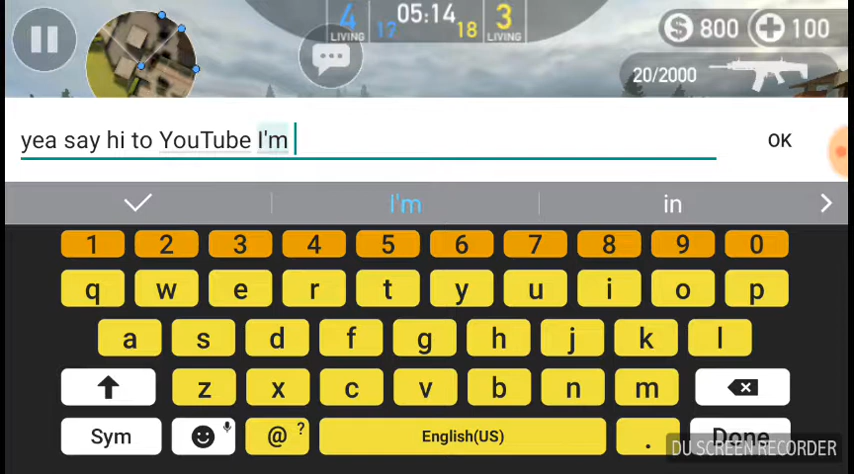 4 05:14 3
LIVING 17 18 LIVING
$ 800 100
20/2000
yea say hi to YouTube I'm
OK
I'm in
1 2 3 4 5 6 7 8 9 0
q w e r t y u i o p
a s d f g h j k l
z x c v b n m
Sym @ ? English(US) . Done
DU SCREEN RECORDER